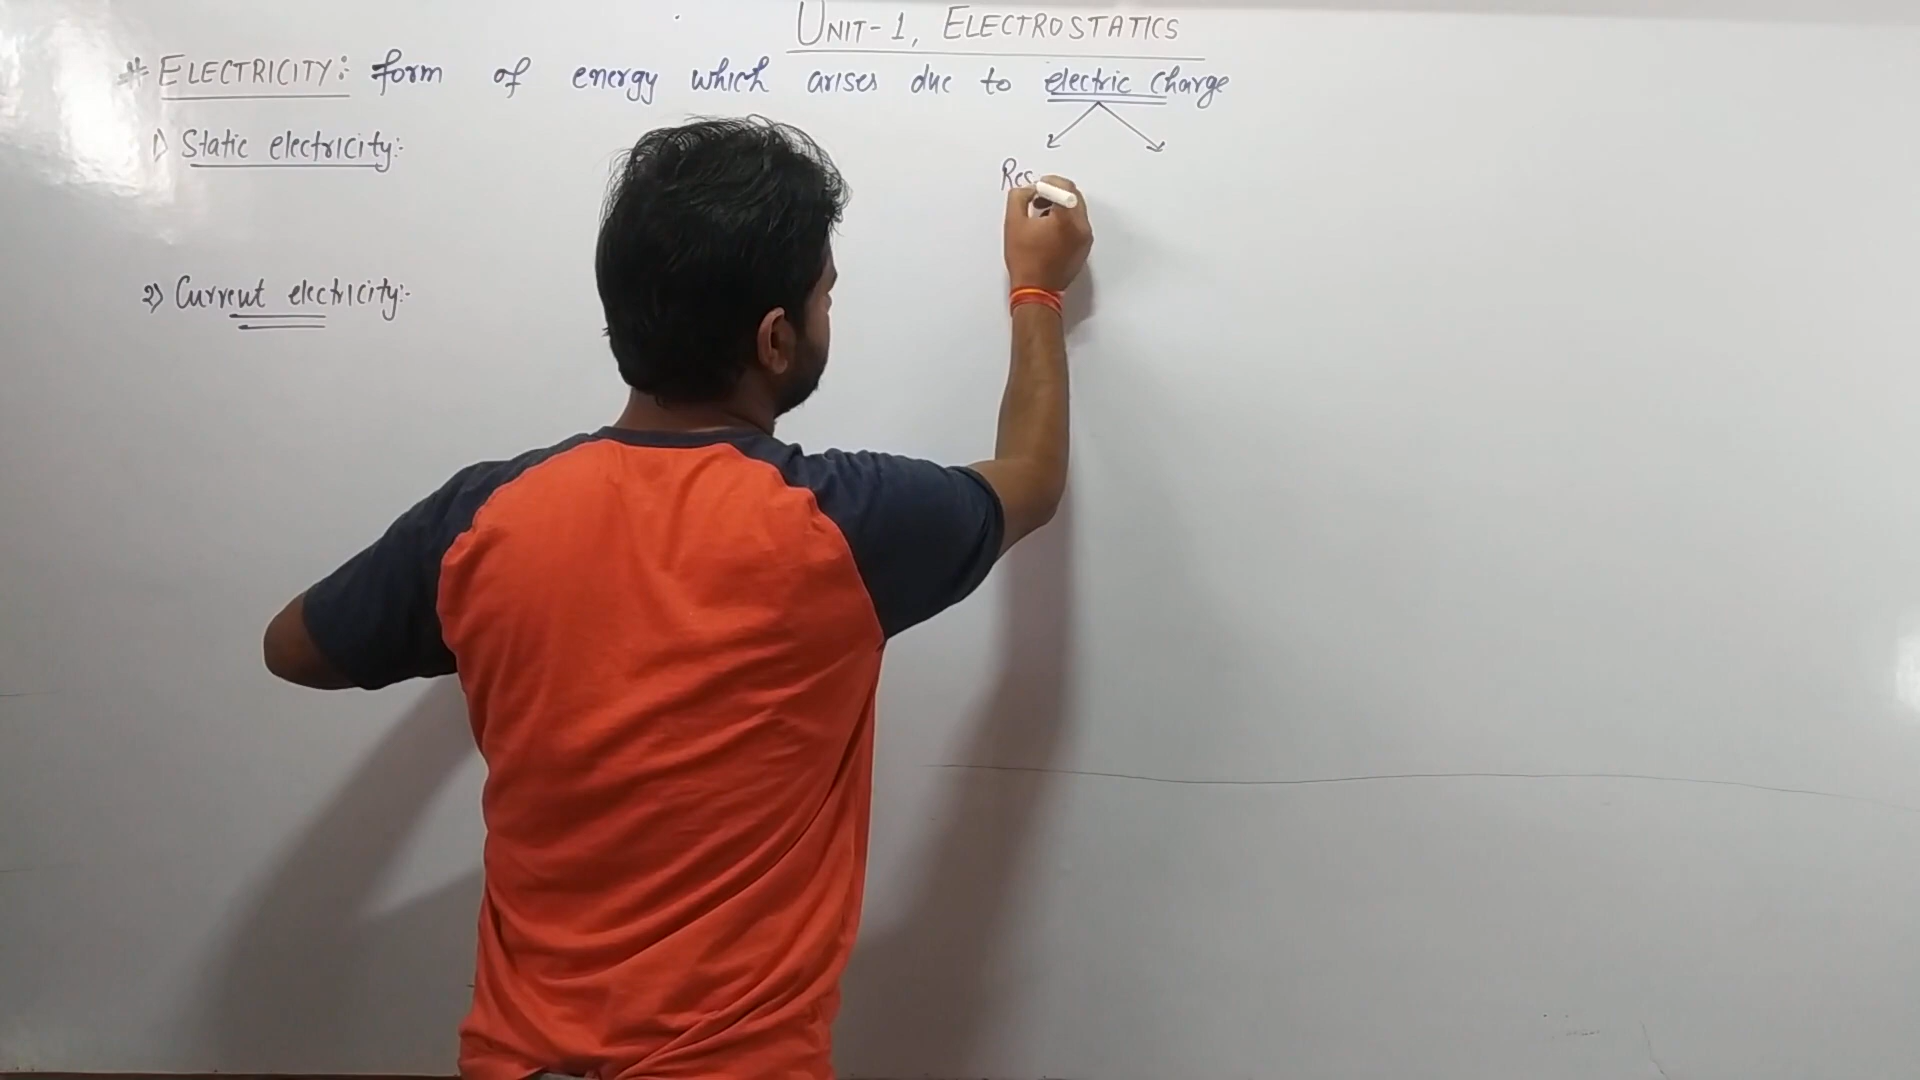 UNIT-1, ELECTROSTATICS
* ELECTRICITY:- form of energy which arises due to electric charge
1) Static electricity:-
Res
2) Current electricity:-